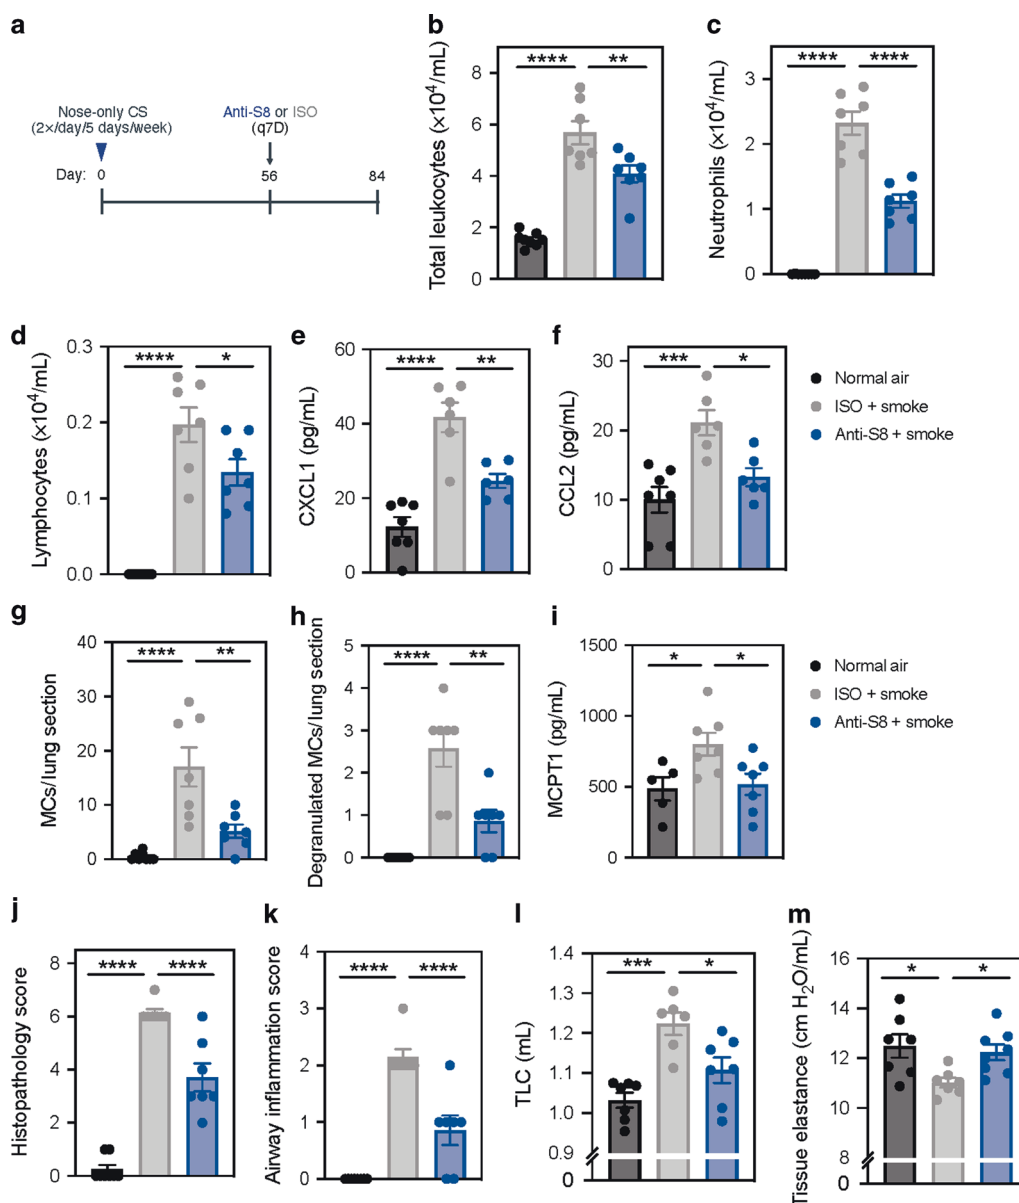 a
Nose-only CS
(2×/day/5 days/week)
Anti-S8 or ISO
(q7D)
Day: 0 56 84
b
Total leukocytes (×10⁴/mL)
8
6
4
2
0
**** **
c
Neutrophils (×10⁴/mL)
3
2
1
0
**** ****
d
Lymphocytes (×10⁴/mL)
0.3
0.2
0.1
0.0
**** *
e
CXCL1 (pg/mL)
60
40
20
0
**** **
f
CCL2 (pg/mL)
30
20
10
0
*** *
Normal air
ISO + smoke
Anti-S8 + smoke
g
MCs/lung section
40
30
20
10
0
**** **
h
Degranulated MCs/lung section
5
4
3
2
1
0
**** **
i
MCPT1 (pg/mL)
1500
1000
500
0
* *
Normal air
ISO + smoke
Anti-S8 + smoke
j
Histopathology score
8
6
4
2
0
**** ****
k
Airway inflammation score
4
3
2
1
0
**** ****
l
TLC (mL)
1.4
1.3
1.2
1.1
1.0
0.9
0
*** *
m
Tissue elastance (cm H₂O/mL)
16
14
12
10
8
0
* *